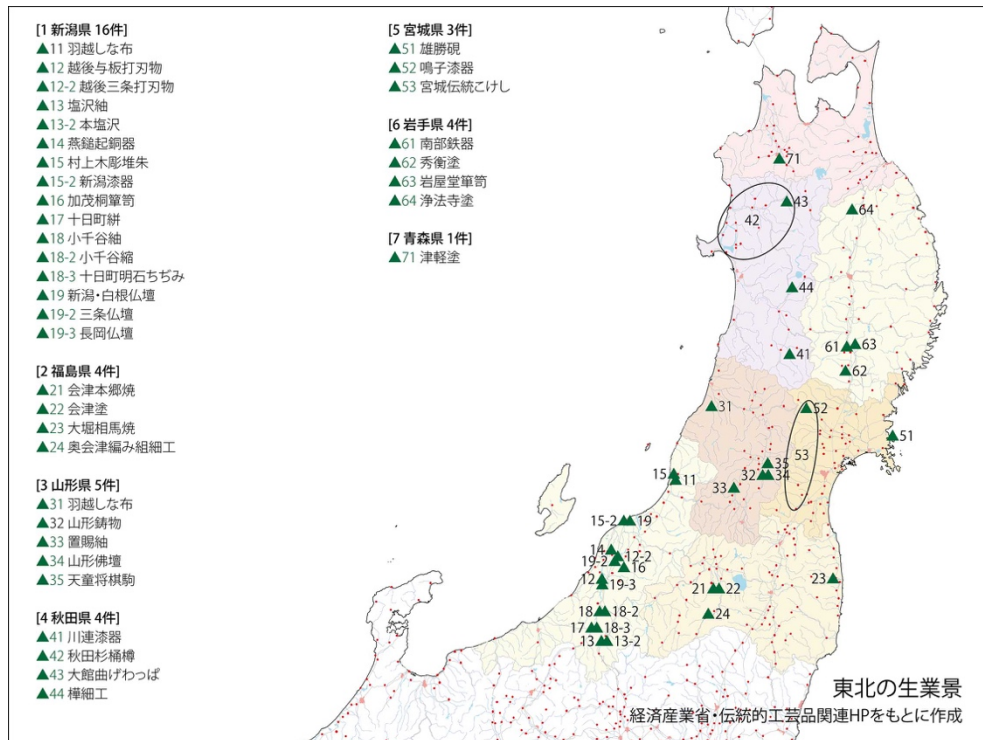 [1 新潟県 16件]
▲11 羽越しな布
▲12 越後与板打刃物
▲12-2 越後三条打刃物
▲13 塩沢紬
▲13-2 本塩沢
▲14 燕鎚起銅器
▲15 村上木彫堆朱
▲15-2 新潟漆器
▲16 加茂桐簞笥
▲17 十日町絣
▲18 小千谷紬
▲18-2 小千谷縮
▲18-3 十日町明石ちぢみ
▲19 新潟・白根仏壇
▲19-2 三条仏壇
▲19-3 長岡仏壇
[2 福島県 4件]
▲21 会津本郷焼
▲22 会津塗
▲23 大堀相馬焼
▲24 奥会津編み組細工
[3 山形県 5件]
▲31 羽越しな布
▲32 山形鋳物
▲33 置賜紬
▲34 山形佛壇
▲35 天童将棋駒
[4 秋田県 4件]
▲41 川連漆器
▲42 秋田杉桶樽
▲43 大館曲げわっぱ
▲44 樺細工
[5 宮城県 3件]
▲51 雄勝硯
▲52 鳴子漆器
▲53 宮城伝統こけし
[6 岩手県 4件]
▲61 南部鉄器
▲62 秀衡塗
▲63 岩屋堂簞笥
▲64 浄法寺塗
[7 青森県 1件]
▲71 津軽塗
71
43
42
64
44
61 63
41
62
31
52
51
53
35
15
32 34
11
33
15-2 19
14
12-2
19-2
16
12
19-3
21 22
23
18 18-2
24
17 18-3
13 13-2
東北の生業景
経済産業省・伝統的工芸品関連HPをもとに作成